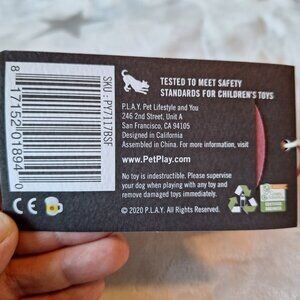 TESTED TO MEET SAFETY
STANDARDS FOR CHILDREN'S TOYS
P.L.A.Y. Pet Lifestyle and You
246 2nd Street, Unit A
San Francisco, CA 94105
Designed in California
Assembled in China. For more information, visit
www.PetPlay.com
No toy is indestructible. Please supervise
your dog when playing with any toy and
remove damaged toys immediately.
© 2020 P.L.A.Y. All Rights Reserved.
SKU: PY7117BSF
8 17152 01894 0
CE